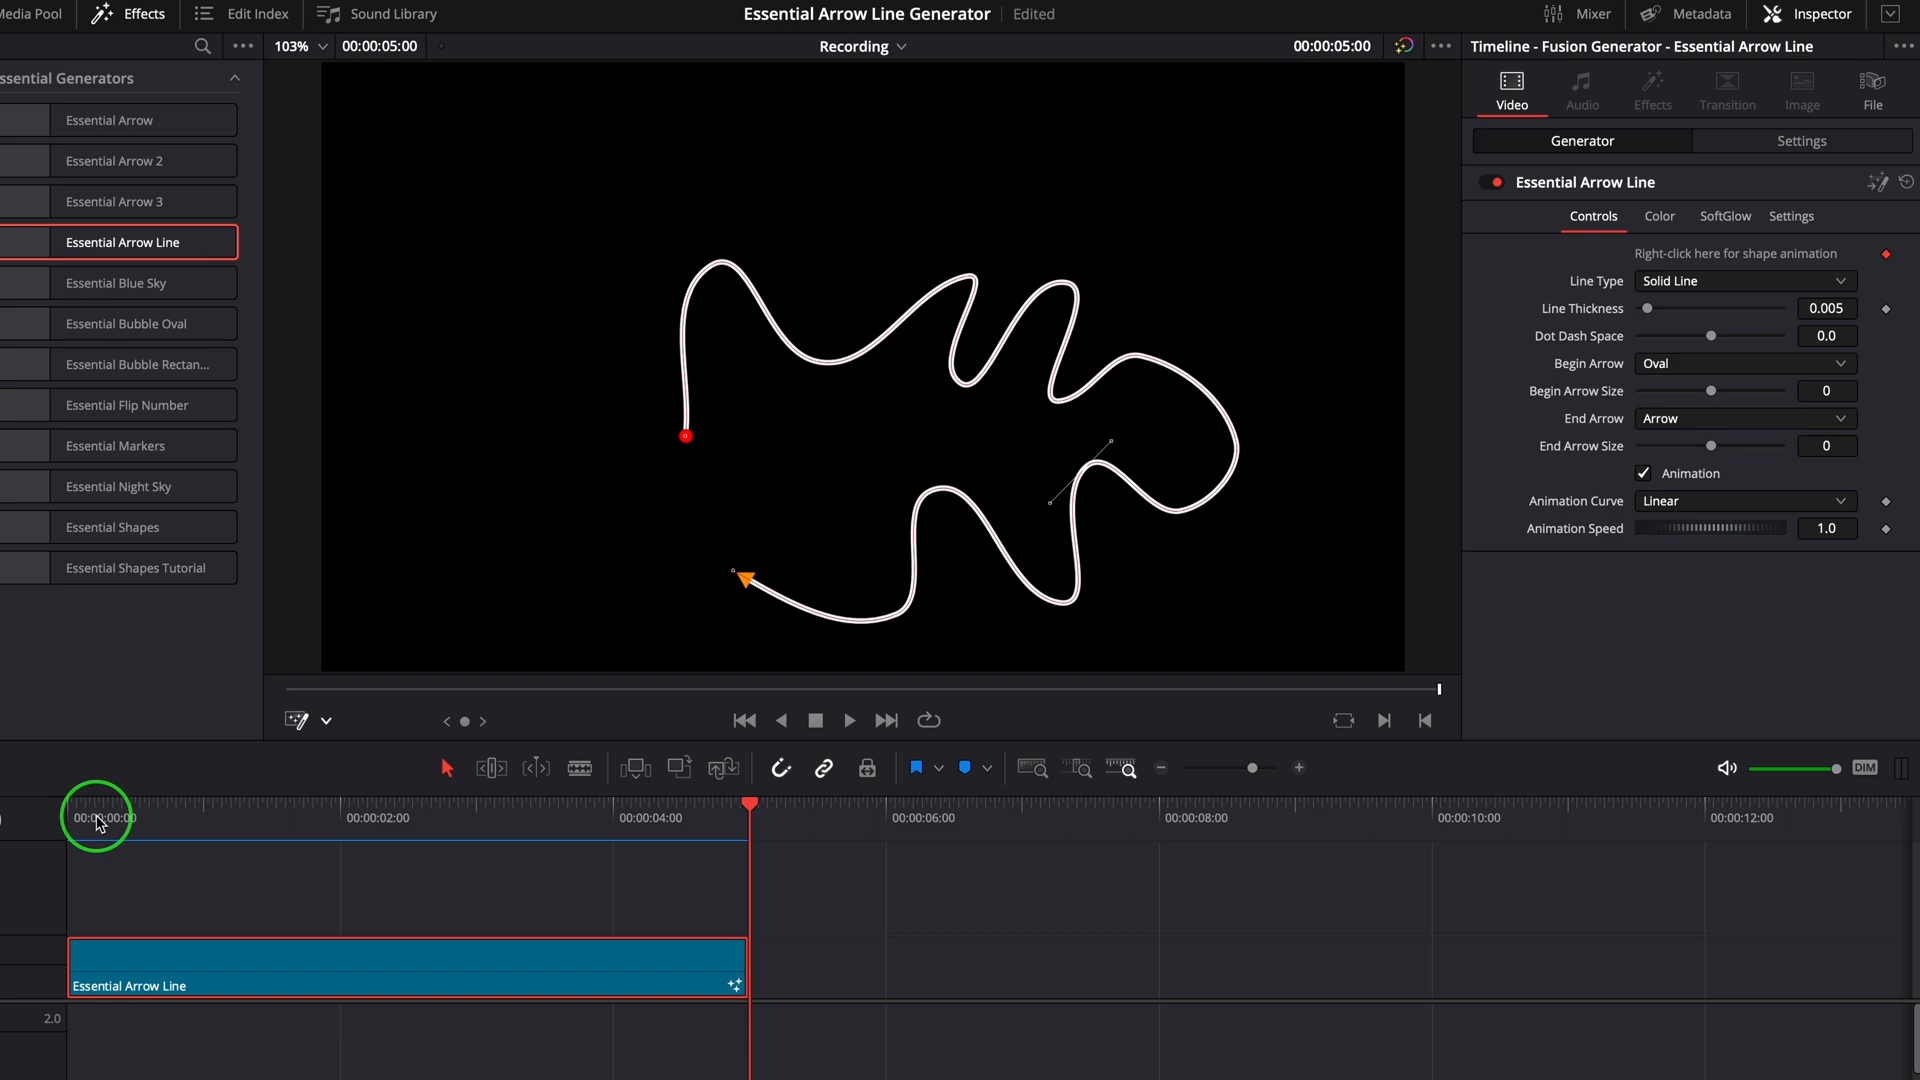 Media Pool
Effects
Edit Index
Sound Library
Essential Arrow Line Generator
Edited
Mixer
Metadata
Inspector
103%
00:00:05:00
Recording
00:00:05:00
Timeline - Fusion Generator - Essential Arrow Line
ssential Generators
Essential Arrow
Essential Arrow 2
Essential Arrow 3
Essential Arrow Line
Essential Blue Sky
Essential Bubble Oval
Essential Bubble Rectan...
Essential Flip Number
Essential Markers
Essential Night Sky
Essential Shapes
Essential Shapes Tutorial
Video
Audio
Effects
Transition
Image
File
Generator
Settings
Essential Arrow Line
Controls
Color
SoftGlow
Settings
Right-click here for shape animation
Line Type
Solid Line
Line Thickness
0.005
Dot Dash Space
0.0
Begin Arrow
Oval
Begin Arrow Size
0
End Arrow
Arrow
End Arrow Size
0
Animation
Animation Curve
Linear
Animation Speed
1.0
DIM
00:00:00:00
00:00:02:00
00:00:04:00
00:00:06:00
00:00:08:00
00:00:10:00
00:00:12:00
Essential Arrow Line
2.0